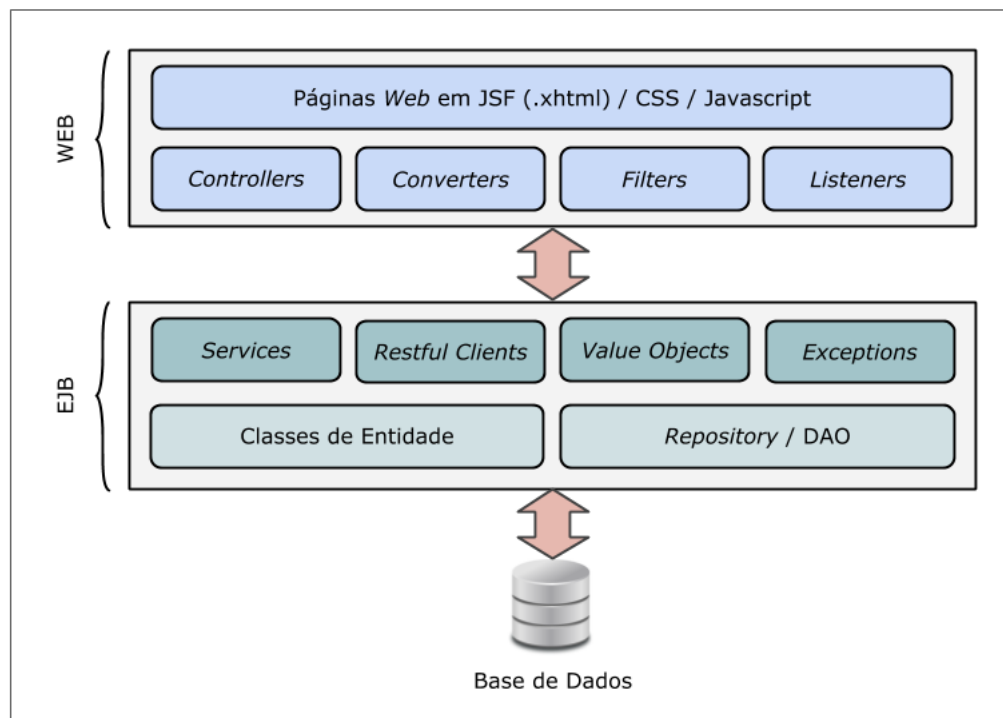 WEB
Páginas Web em JSF (.xhtml) / CSS / Javascript
Controllers
Converters
Filters
Listeners
EJB
Services
Restful Clients
Value Objects
Exceptions
Classes de Entidade
Repository / DAO
Base de Dados